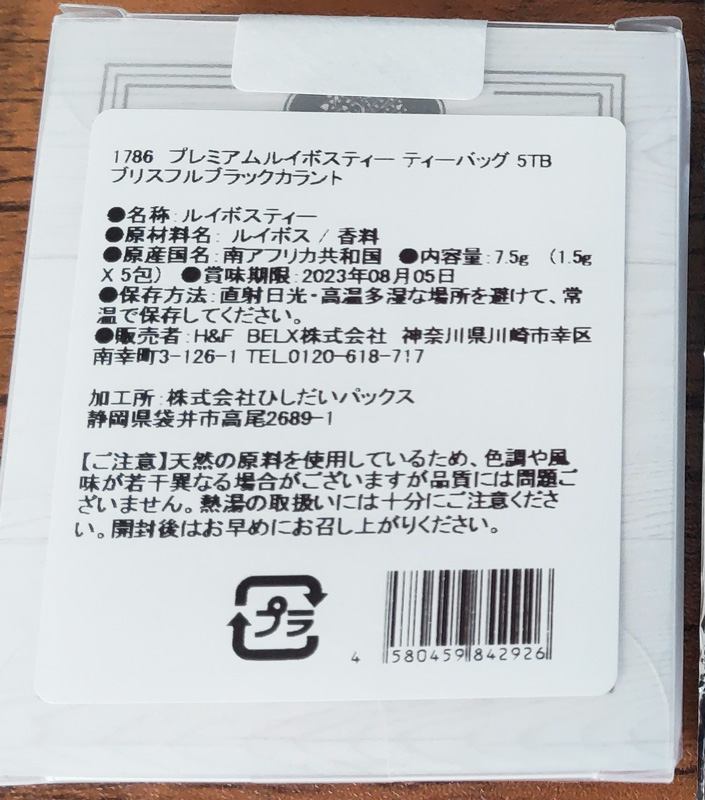 1786 プレミアムルイボスティー ティーバッグ 5TB
ブリスフルブラックカラント
●名称：ルイボスティー
●原材料名：ルイボス / 香料
●原産国名：南アフリカ共和国 ●内容量：7.5g （1.5g
X 5包） ●賞味期限：2023年08月05日
●保存方法：直射日光・高温多湿な場所を避けて、常
温で保存してください。
●販売者：H&F BELX株式会社 神奈川県川崎市幸区
南幸町3-126-1 TEL0120-618-717
加工所：株式会社ひしだいパックス
静岡県袋井市高尾2689-1
【ご注意】天然の原料を使用しているため、色調や風
味が若干異なる場合がございますが品質には問題ご
ざいません。熱湯の取扱いには十分にご注意くださ
い。開封後はお早めにお召し上がりください。
プラ
4 580459 842926